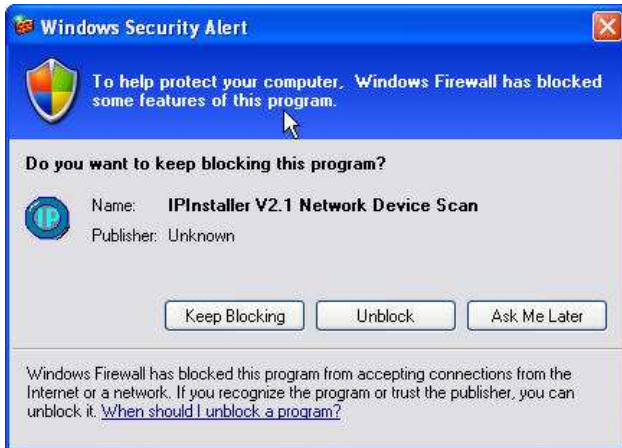 Windows Security Alert
To help protect your computer, Windows Firewall has blocked
some features of this program.
Do you want to keep blocking this program?
IP
Name: IPInstaller V2.1 Network Device Scan
Publisher: Unknown
Keep Blocking Unblock Ask Me Later
Windows Firewall has blocked this program from accepting connections from the
Internet or a network. If you recognize the program or trust the publisher, you can
unblock it. When should I unblock a program?